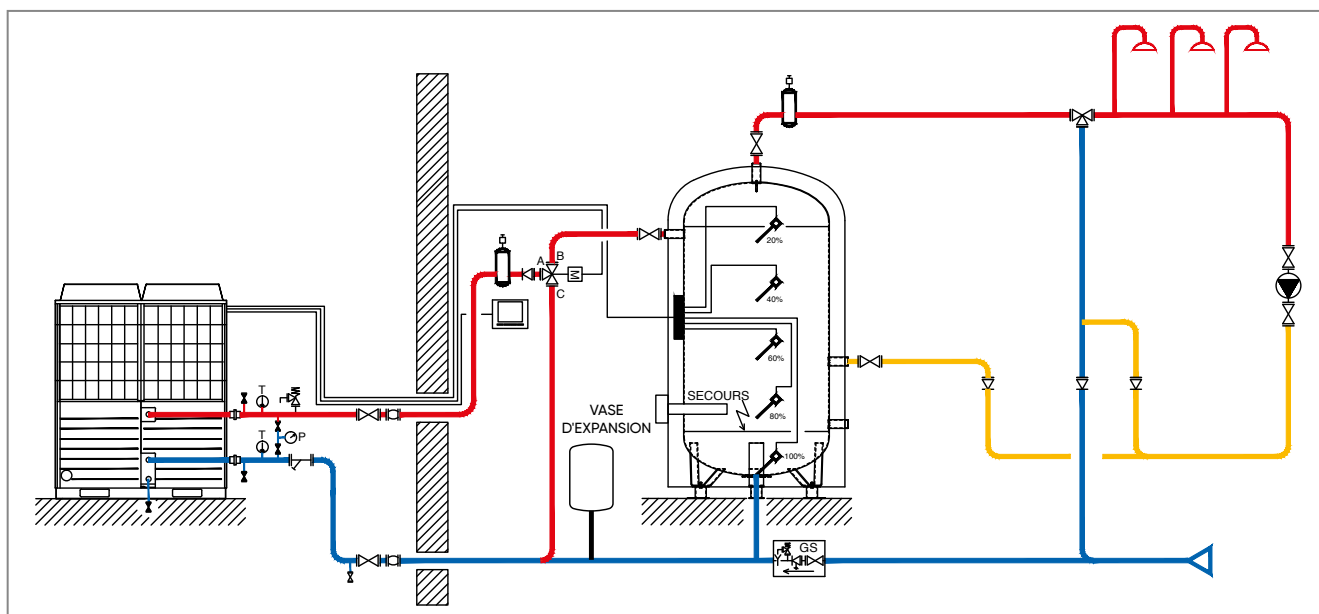 20%
B
A
M
C
40%
60%
T
SECOURS
VASE
D'EXPANSION
80%
P
T
100%
GS